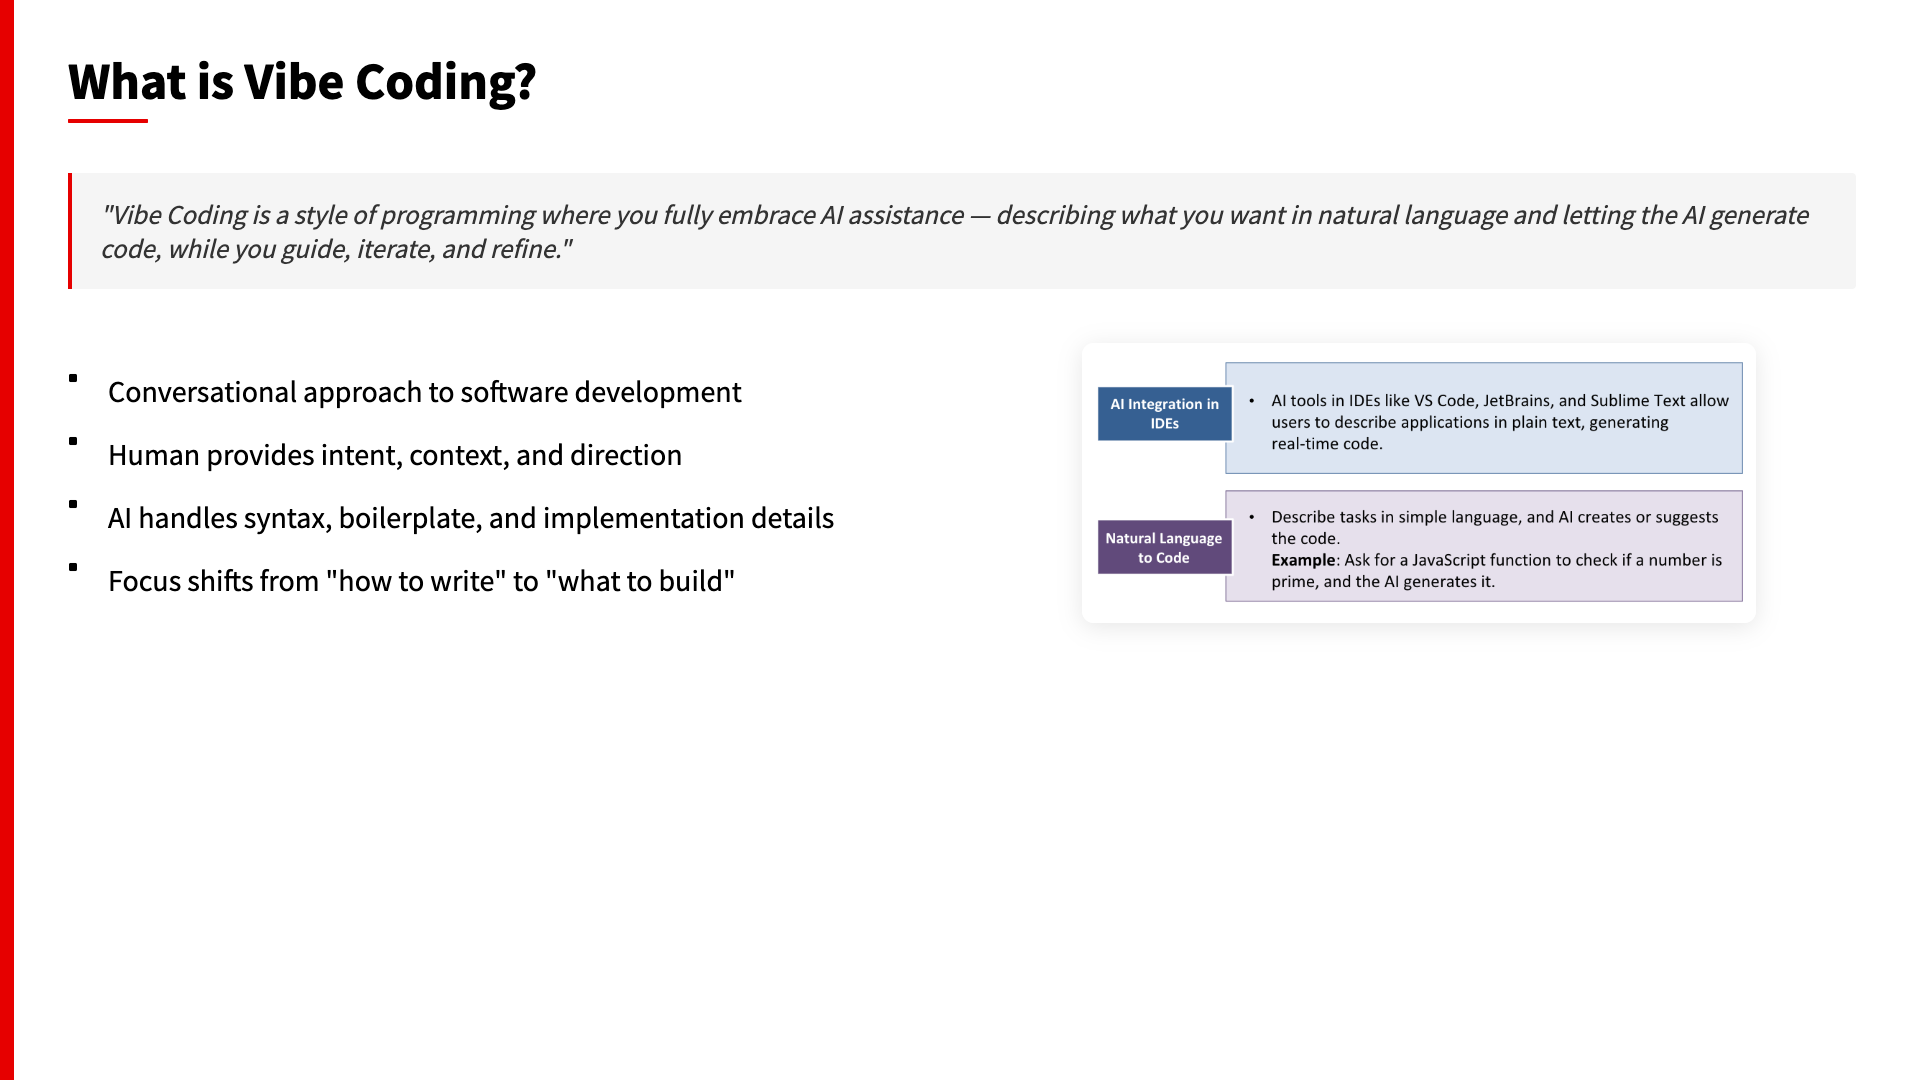 What is Vibe Coding?
"Vibe Coding is a style of programming where you fully embrace AI assistance — describing what you want in natural language and letting the AI generate
code, while you guide, iterate, and refine."
▪ Conversational approach to software development
▪ Human provides intent, context, and direction
▪ AI handles syntax, boilerplate, and implementation details
▪ Focus shifts from "how to write" to "what to build"
AI Integration in
IDEs
• AI tools in IDEs like VS Code, JetBrains, and Sublime Text allow
users to describe applications in plain text, generating
real-time code.
Natural Language
to Code
• Describe tasks in simple language, and AI creates or suggests
the code.
Example: Ask for a JavaScript function to check if a number is
prime, and the AI generates it.